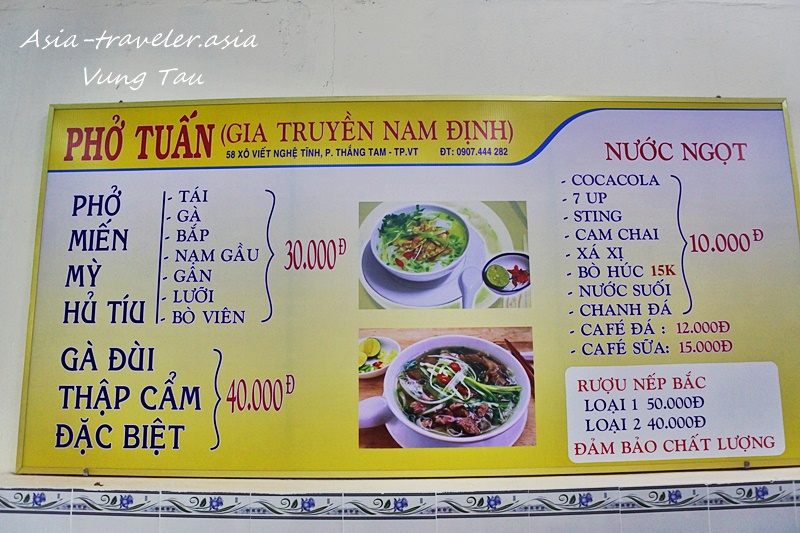 Asia-traveler.asia
Vung Tau
PHỞ TUẤN (GIA TRUYỀN NAM ĐỊNH)
58 XÔ VIẾT NGHỆ TĨNH, P. THẮNG TAM - TP.VT ĐT: 0907.444 282
PHỞ
MIẾN
MỲ
HỦ TÍU
- TÁI
- GÀ
- BẮP
- NẠM GẦU
- GÂN
- LƯỠI
- BÒ VIÊN
30.000Đ
GÀ ĐÙI
THẬP CẨM
ĐẶC BIỆT
40.000Đ
NƯỚC NGỌT
- COCACOLA
- 7 UP
- STING
- CAM CHAI
- XÁ XỊ
- BÒ HÚC 15K
- NƯỚC SUỐI
- CHANH ĐÁ
10.000Đ
- CAFÉ ĐÁ : 12.000Đ
- CAFÉ SỮA: 15.000Đ
RƯỢU NẾP BẮC
LOẠI 1 50.000Đ
LOẠI 2 40.000Đ
ĐẢM BẢO CHẤT LƯỢNG